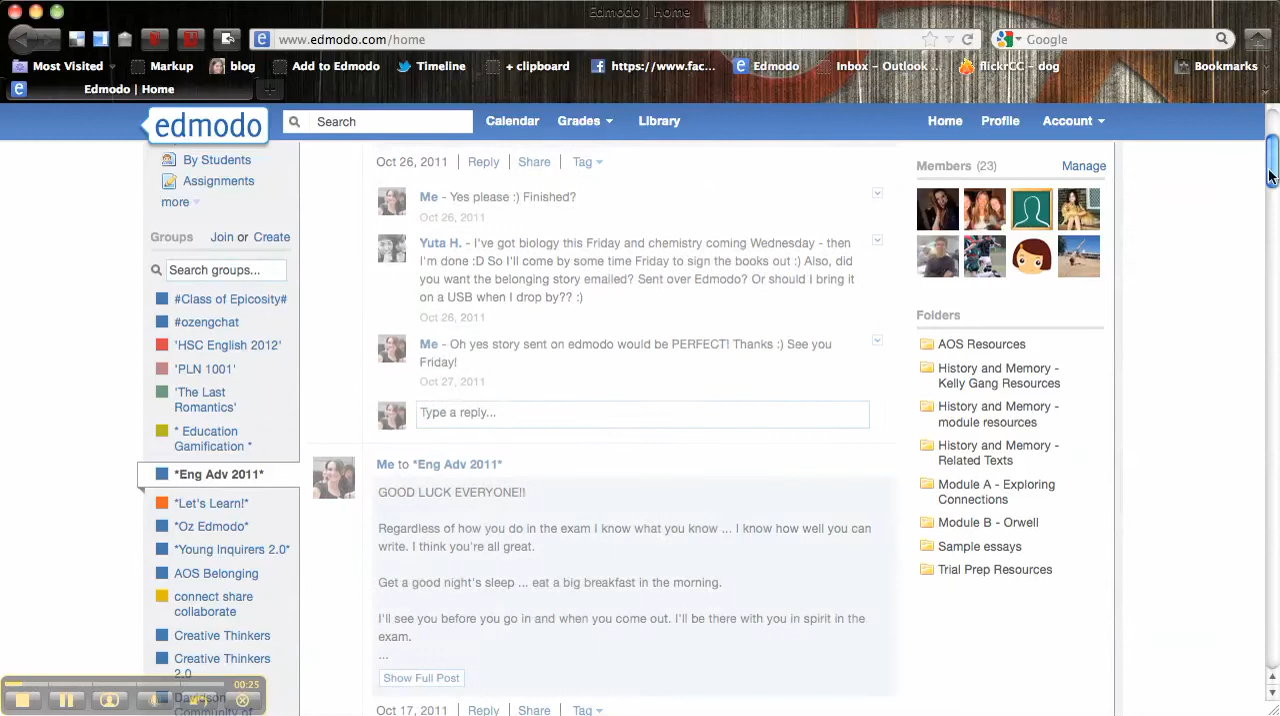 Edmodo | Home
www.edmodo.com/home
Google
Most Visited
Markup
blog
Add to Edmodo
Timeline
+ clipboard
https://www.fac...
Edmodo
Inbox – Outlook ...
flickrCC – dog
Bookmarks
Edmodo | Home
edmodo
Search
Calendar
Grades
Library
Home
Profile
Account
By Students
Assignments
more
Groups Join or Create
Search groups...
#Class of Epicosity#
#ozengchat
'HSC English 2012'
'PLN 1001'
'The Last
Romantics'
* Education
Gamification *
*Eng Adv 2011*
*Let's Learn!*
*Oz Edmodo*
*Young Inquirers 2.0*
AOS Belonging
connect share
collaborate
Creative Thinkers
Creative Thinkers
2.0
Davidson
Community of
00:25
Oct 26, 2011 | Reply | Share | Tag
Me - Yes please :) Finished?
Oct 26, 2011
Yuta H. - I've got biology this Friday and chemistry coming Wednesday - then
I'm done :D So I'll come by some time Friday to sign the books out :) Also, did
you want the belonging story emailed? Sent over Edmodo? Or should I bring it
on a USB when I drop by?? :)
Oct 26, 2011
Me - Oh yes story sent on edmodo would be PERFECT! Thanks :) See you
Friday!
Oct 27, 2011
Type a reply...
Me to *Eng Adv 2011*
GOOD LUCK EVERYONE!!
Regardless of how you do in the exam I know what you know ... I know how well you can
write. I think you're all great.
Get a good night's sleep ... eat a big breakfast in the morning.
I'll see you before you go in and when you come out. I'll be there with you in spirit in the
exam.
...
Show Full Post
Oct 17, 2011 | Reply | Share | Tag
Members (23) Manage
Folders
AOS Resources
History and Memory -
Kelly Gang Resources
History and Memory -
module resources
History and Memory -
Related Texts
Module A - Exploring
Connections
Module B - Orwell
Sample essays
Trial Prep Resources